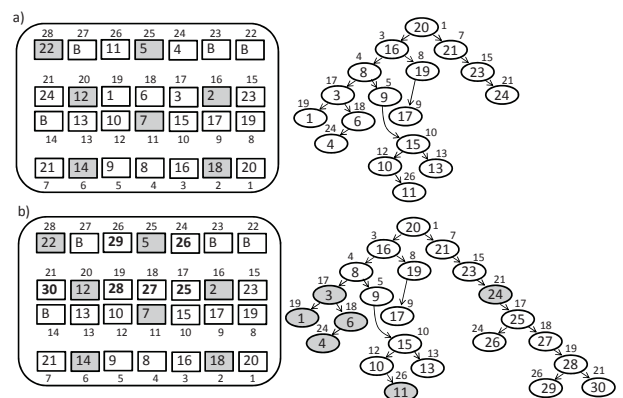 a)
28 27 26 25 24 23 22
22 B 11 5 4 B B
21 20 19 18 17 16 15
24 12 1 6 3 2 23
B 13 10 7 15 17 19
14 13 12 11 10 9 8
21 14 9 8 16 18 20
7 6 5 4 3 2 1
20 1
3 16 21 7
4 8 8 19 23 15
17 3 5 9 24 21
19 1 18 6 17 9
24 4 15 10
12 10 13 13
26 11
b)
28 27 26 25 24 23 22
22 B 29 5 26 B B
21 20 19 18 17 16 15
30 12 28 27 25 2 23
B 13 10 7 15 17 19
14 13 12 11 10 9 8
21 14 9 8 16 18 20
7 6 5 4 3 2 1
20 1
3 16 21 7
4 8 8 19 23 15
17 3 5 9 24 21
19 1 18 6 17 9 25 17
24 4 15 10 24 26 27 18
12 10 13 13 28 19
26 11 26 29 30 21